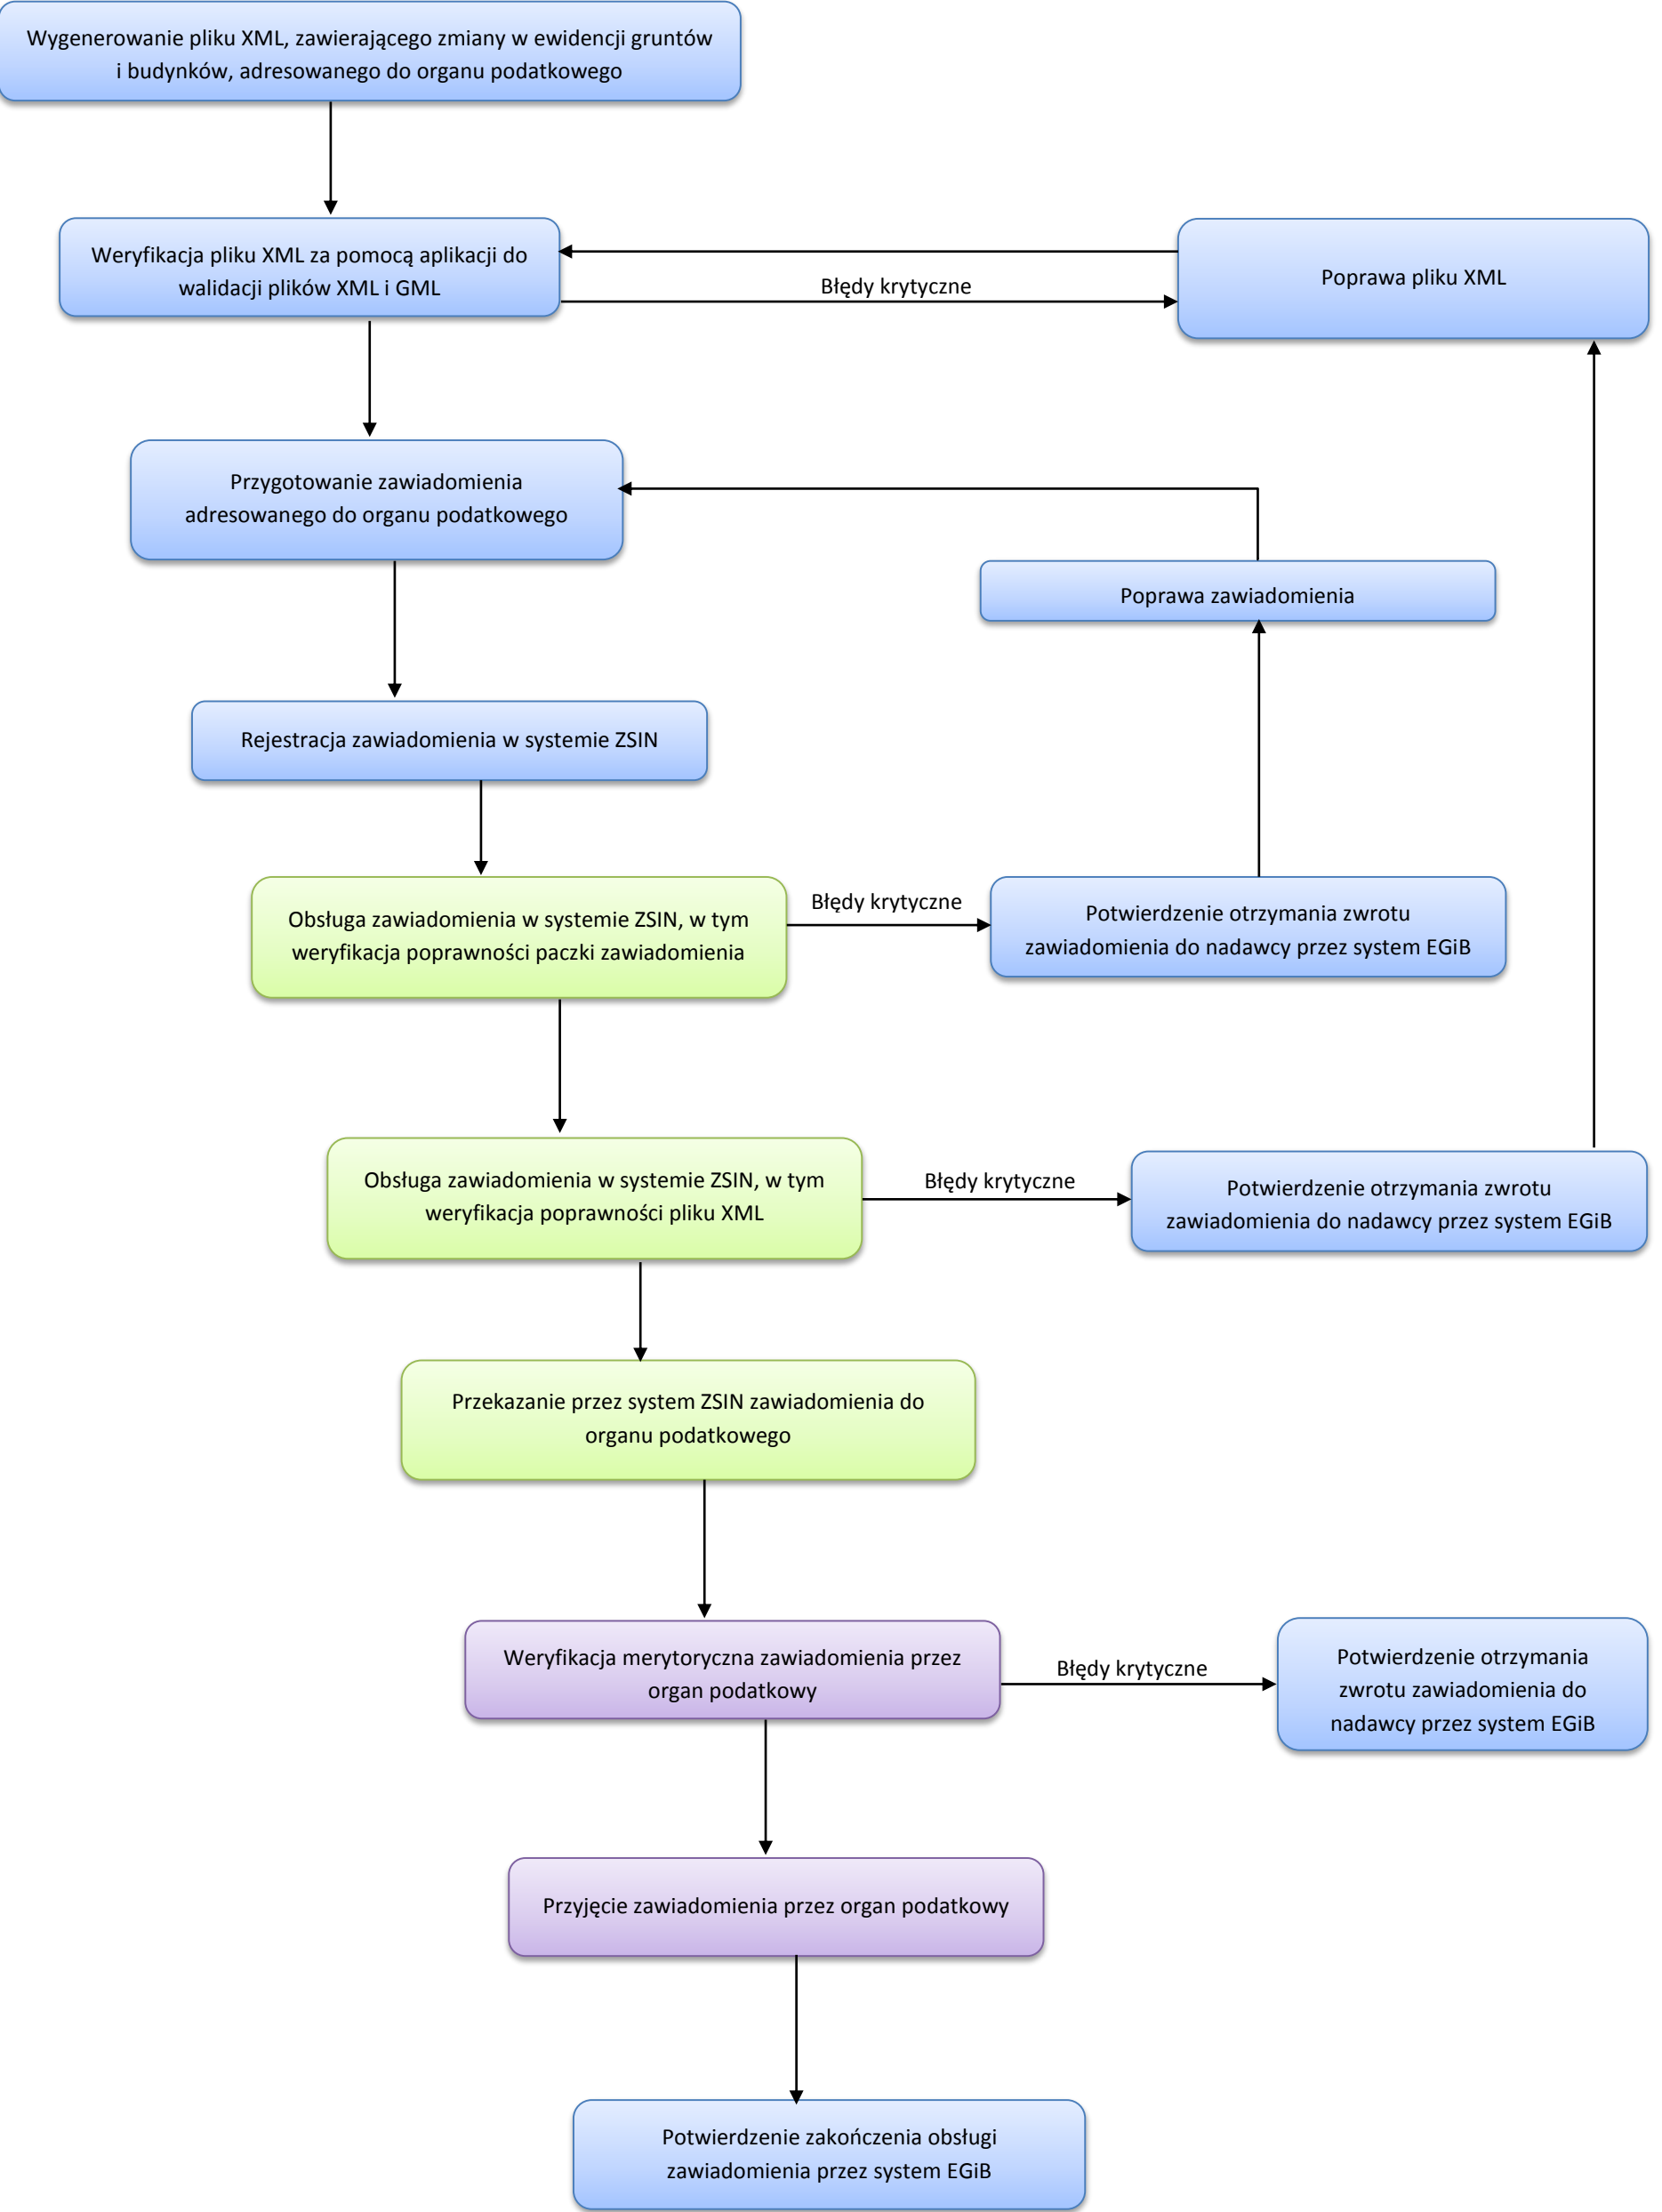 Wygenerowanie pliku XML, zawierającego zmiany w ewidencji gruntów
i budynków, adresowanego do organu podatkowego
Weryfikacja pliku XML za pomocą aplikacji do
walidacji plików XML i GML
Błędy krytyczne
Poprawa pliku XML
Przygotowanie zawiadomienia
adresowanego do organu podatkowego
Poprawa zawiadomienia
Rejestracja zawiadomienia w systemie ZSIN
Obsługa zawiadomienia w systemie ZSIN, w tym
weryfikacja poprawności paczki zawiadomienia
Błędy krytyczne
Potwierdzenie otrzymania zwrotu
zawiadomienia do nadawcy przez system EGiB
Obsługa zawiadomienia w systemie ZSIN, w tym
weryfikacja poprawności pliku XML
Błędy krytyczne
Potwierdzenie otrzymania zwrotu
zawiadomienia do nadawcy przez system EGiB
Przekazanie przez system ZSIN zawiadomienia do
organu podatkowego
Weryfikacja merytoryczna zawiadomienia przez
organ podatkowy
Błędy krytyczne
Potwierdzenie otrzymania
zwrotu zawiadomienia do
nadawcy przez system EGiB
Przyjęcie zawiadomienia przez organ podatkowy
Potwierdzenie zakończenia obsługi
zawiadomienia przez system EGiB